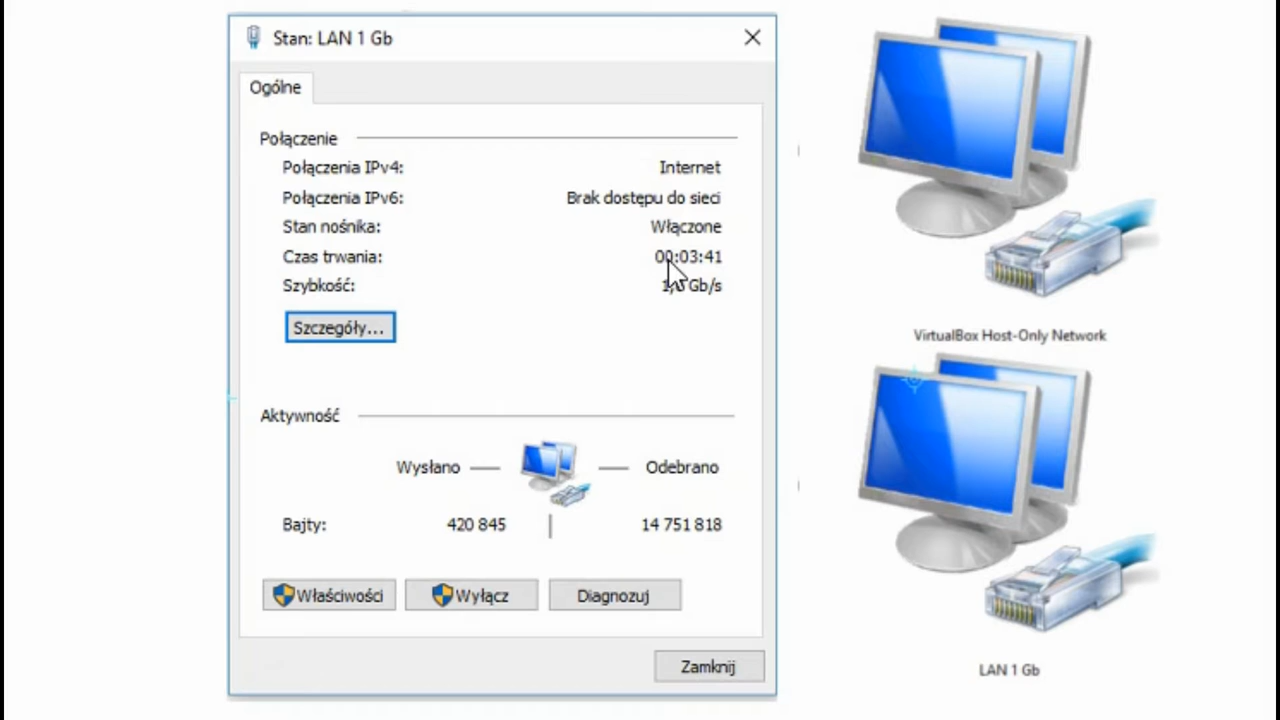 Stan: LAN 1 Gb
Ogólne
Połączenie
Połączenia IPv4: Internet
Połączenia IPv6: Brak dostępu do sieci
Stan nośnika: Włączone
Czas trwania: 00:03:41
Szybkość: Gb/s
Szczegóły...
Aktywność
Wysłano Odebrano
Bajty: 420 845 14 751 818
Właściwości Wyłącz Diagnozuj
Zamknij
VirtualBox Host-Only Network
LAN 1 Gb